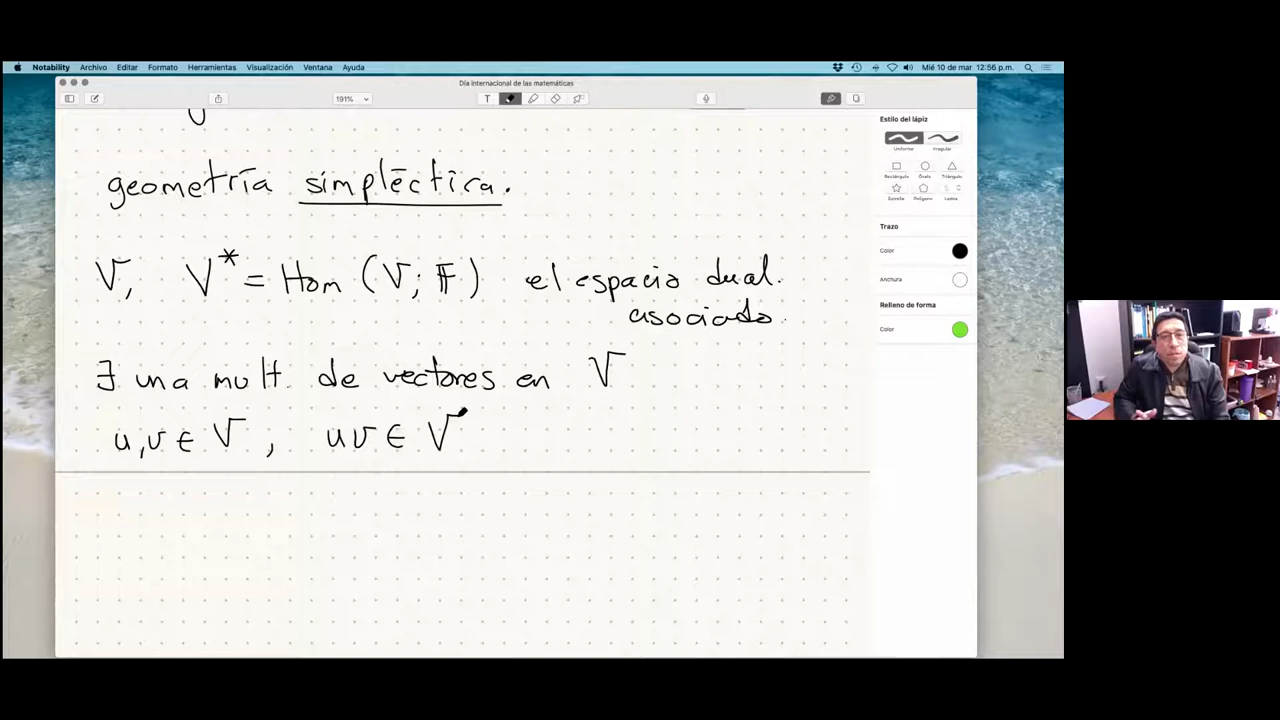 Notability Archivo Editar Formato Herramientas Visualización Ventana Ayuda
Mié 10 de mar 12:56 p.m.
Día internacional de las matemáticas
191%
T
Estilo del lápiz
Uniforme Irregular
Rectángulo Óvalo Triángulo
5
Estrella Polígono Lados
Trazo
Color
Anchura
Relleno de forma
Color
geometría simpléctica.
V, V* = Hom (V; 𝔽) el espacio dual.
asociado.
∃ una mult. de vectores en V
u,v ∈ V, uv ∈ V